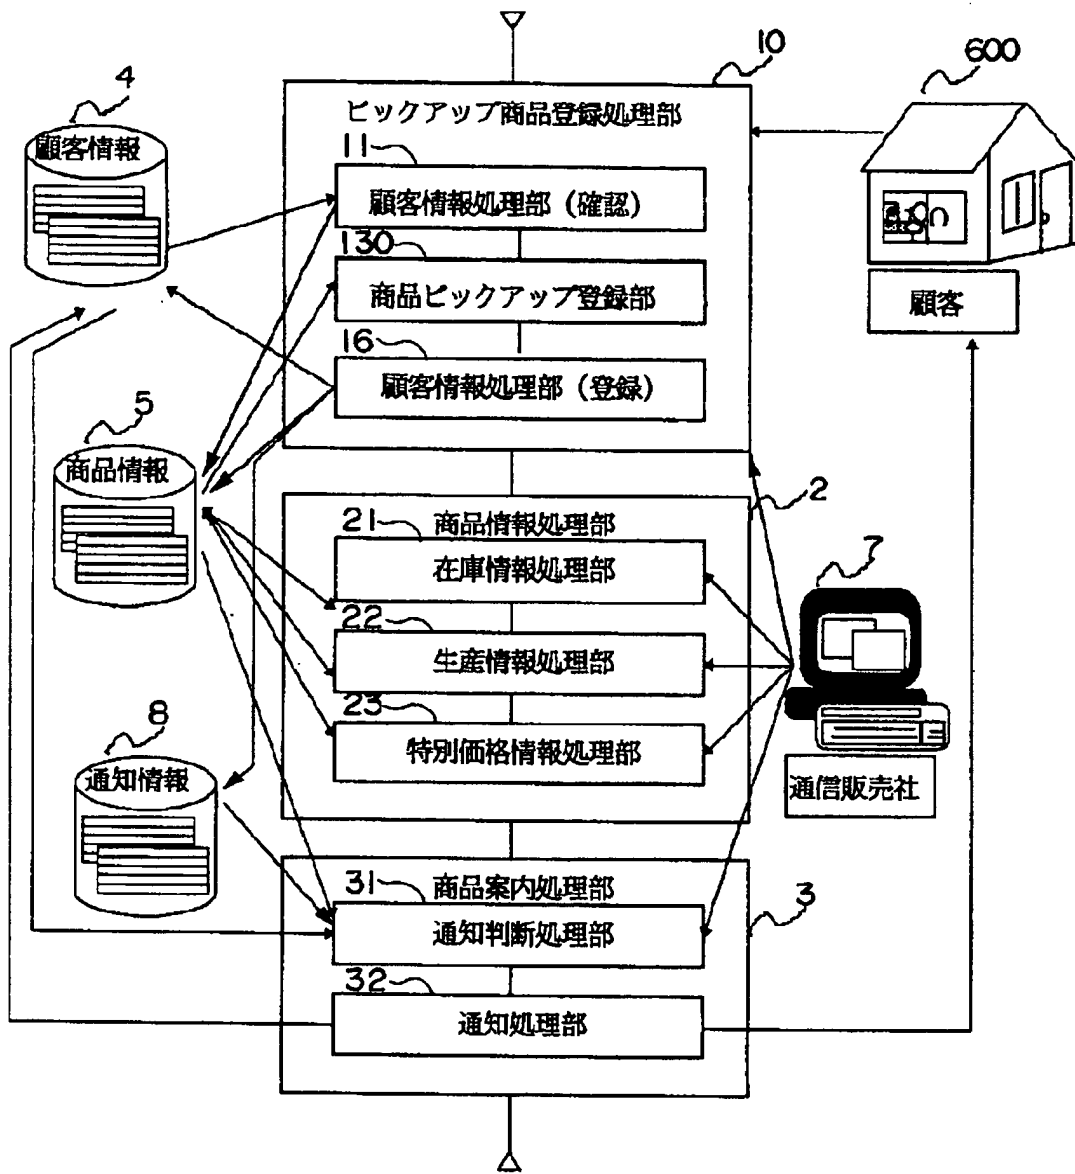 10
600
4
ピックアップ商品登録処理部
顧客情報
11
顧客情報処理部（確認）
130
商品ピックアップ登録部
顧客
16
顧客情報処理部（登録）
5
商品情報
2
商品情報処理部
21
在庫情報処理部
7
22
生産情報処理部
23
特別価格情報処理部
8
通知情報
通信販売社
商品案内処理部
3
31
通知判断処理部
32
通知処理部